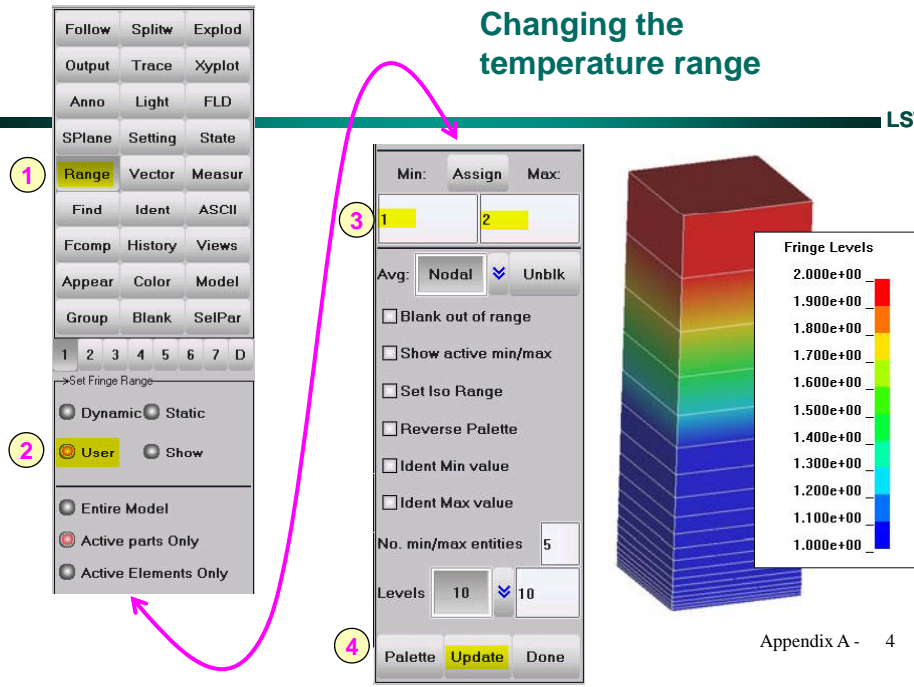 Changing the
temperature range
LS
Follow Splitw Explod
Output Trace Xyplot
Anno Light FLD
SPlane Setting State
1 Range Vector Measur
Find Ident ASCII
Fcomp History Views
Appear Color Model
Group Blank SelPar
1 2 3 4 5 6 7 D
->Set Fringe Range
Dynamic Static
2 User Show
Entire Model
Active parts Only
Active Elements Only
Min: Assign Max:
3 1 2
Avg: Nodal Unblk
Blank out of range
Show active min/max
Set Iso Range
Reverse Palette
Ident Min value
Ident Max value
No. min/max entities 5
Levels 10 10
4 Palette Update Done
Fringe Levels
2.000e+00
1.900e+00
1.800e+00
1.700e+00
1.600e+00
1.500e+00
1.400e+00
1.300e+00
1.200e+00
1.100e+00
1.000e+00
Appendix A - 4